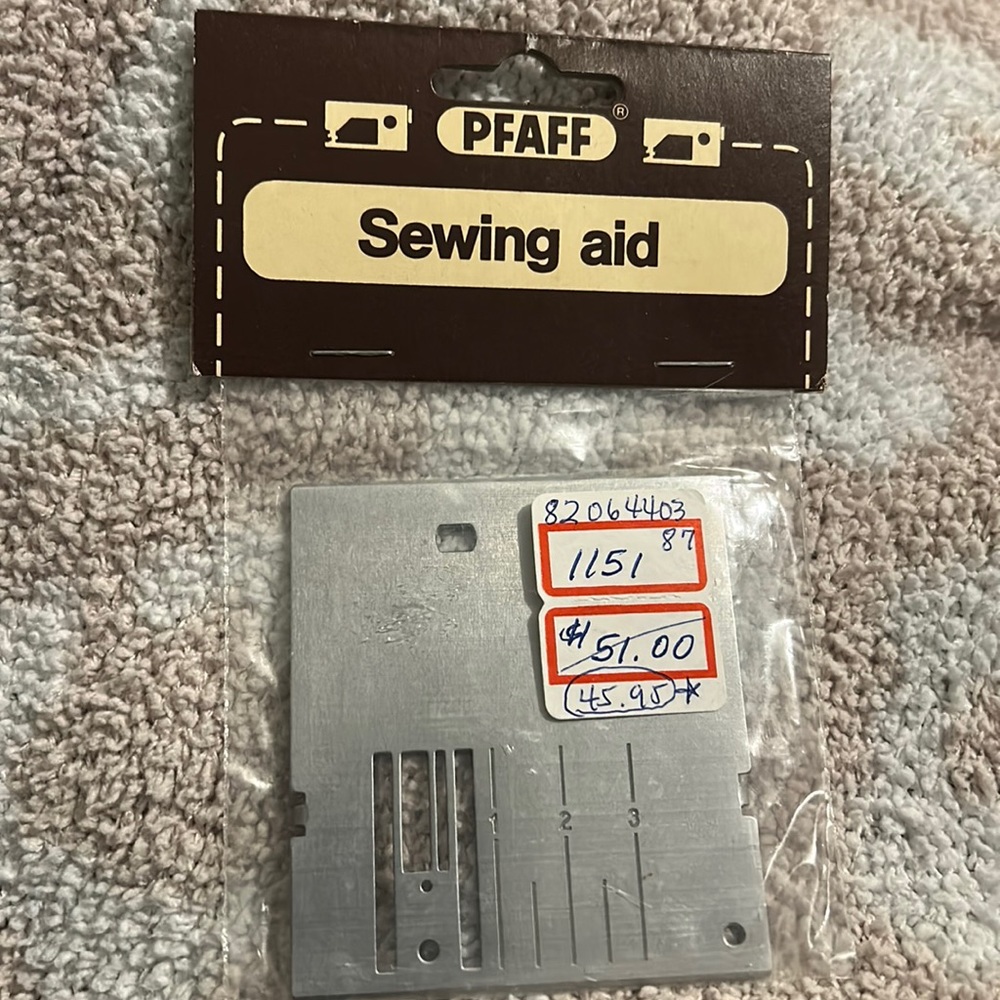 PFAFF®
Sewing aid
82064403
87
1151
$51.00
45.95*
1 2 3